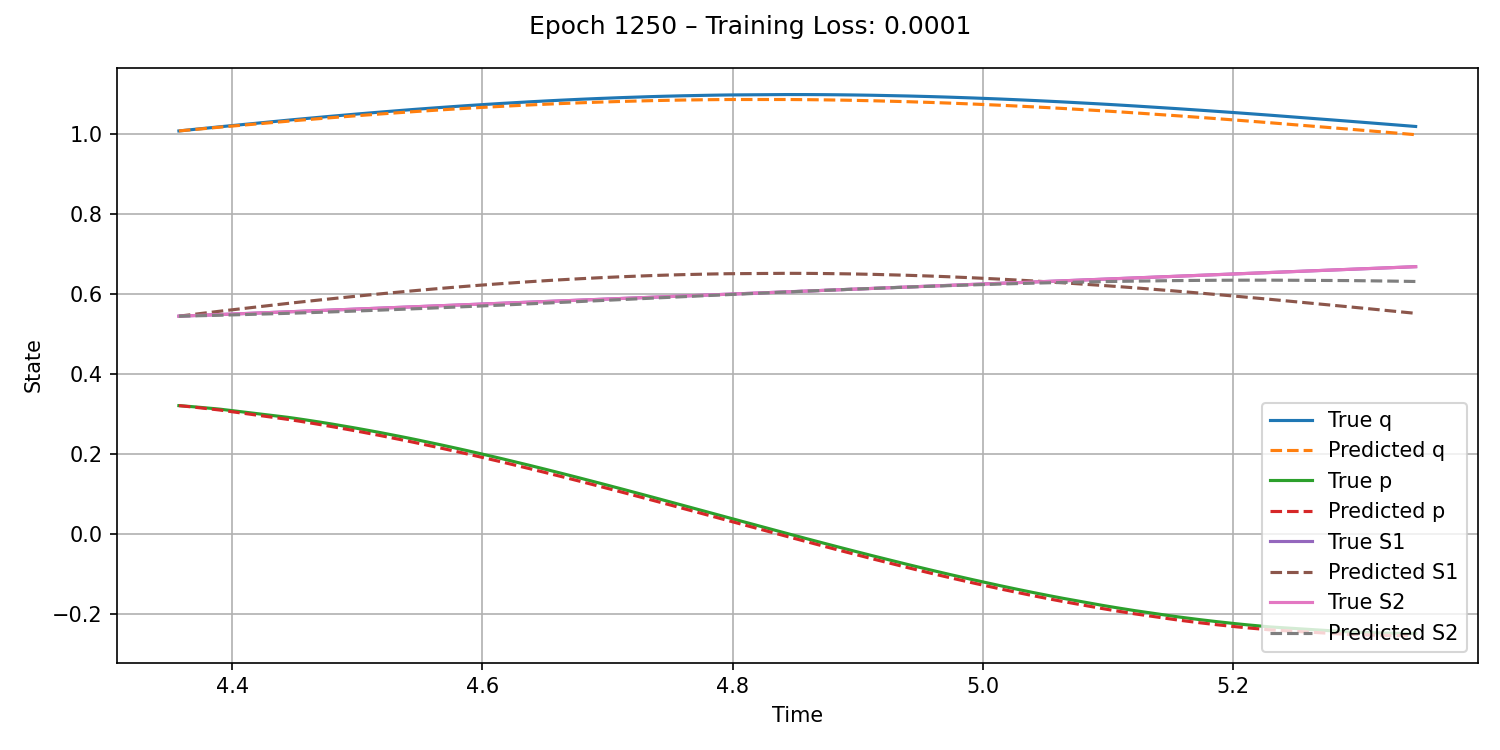 Epoch 1250 – Training Loss: 0.0001
1.0
0.8
0.6
0.4
0.2
0.0
−0.2
State
4.4 4.6 4.8 5.0 5.2
Time
True q
Predicted q
True p
Predicted p
True S1
Predicted S1
True S2
Predicted S2